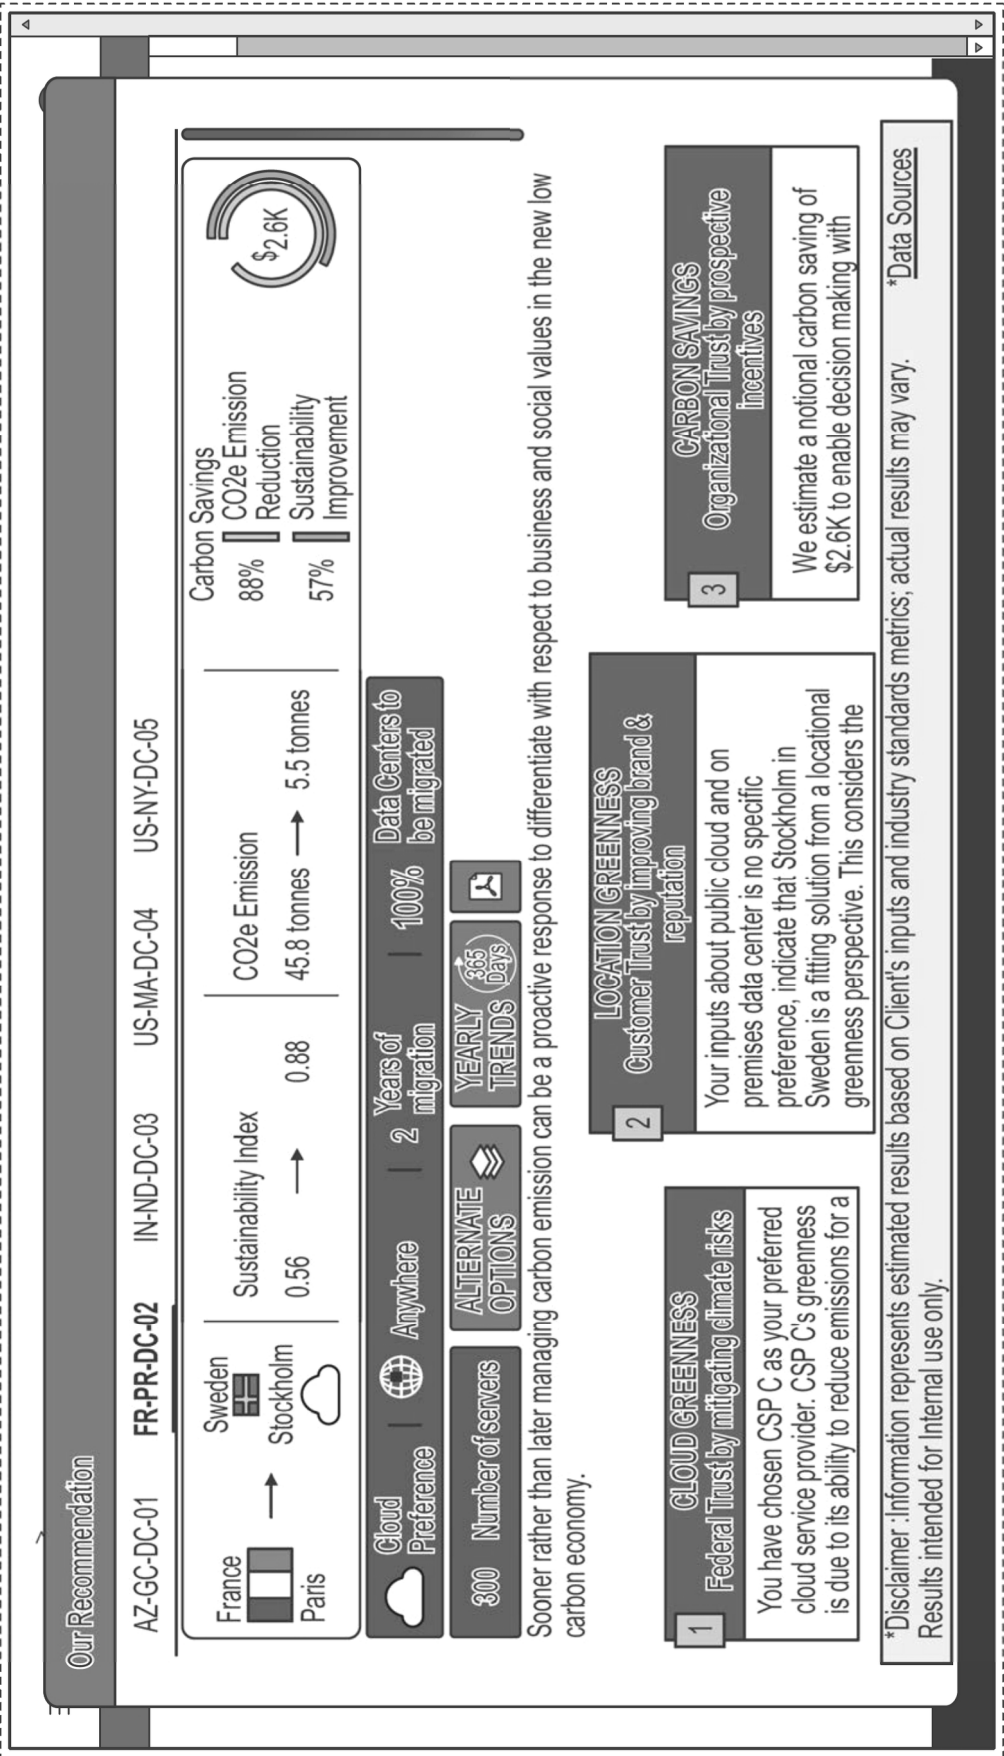 Our Recommendation
AZ-GC-DC-01
FR-PR-DC-02
IN-ND-DC-03
US-MA-DC-04
US-NY-DC-05
France
Paris
Sweden
Stockholm
Sustainability Index
0.56
0.88
CO2e Emission
45.8 tonnes
5.5 tonnes
Carbon Savings
88%
CO2e Emission
Reduction
57%
Sustainability
Improvement
$2.6K
Cloud
Preference
Anywhere
2
Years of
migration
100%
Data Centers to
be migrated
300
Number of servers
ALTERNATE
OPTIONS
YEARLY
TRENDS
365
Days
Sooner rather than later managing carbon emission can be a proactive response to differentiate with respect to business and social values in the new low
carbon economy.
1
CLOUD GREENNESS
Federal Trust by mitigating climate risks
You have chosen CSP C as your preferred
cloud service provider. CSP C's greenness
is due to its ability to reduce emissions for a
2
LOCATION GREENNESS
Customer Trust by improving brand &
reputation
Your inputs about public cloud and on
premises data center is no specific
preference, indicate that Stockholm in
Sweden is a fitting solution from a locational
greenness perspective. This considers the
3
CARBON SAVINGS
Organizational Trust by prospective
incentives
We estimate a notional carbon saving of
$2.6K to enable decision making with
*Disclaimer :Information represents estimated results based on Client's inputs and industry standards metrics; actual results may vary.
*Data Sources
Results intended for Internal use only.